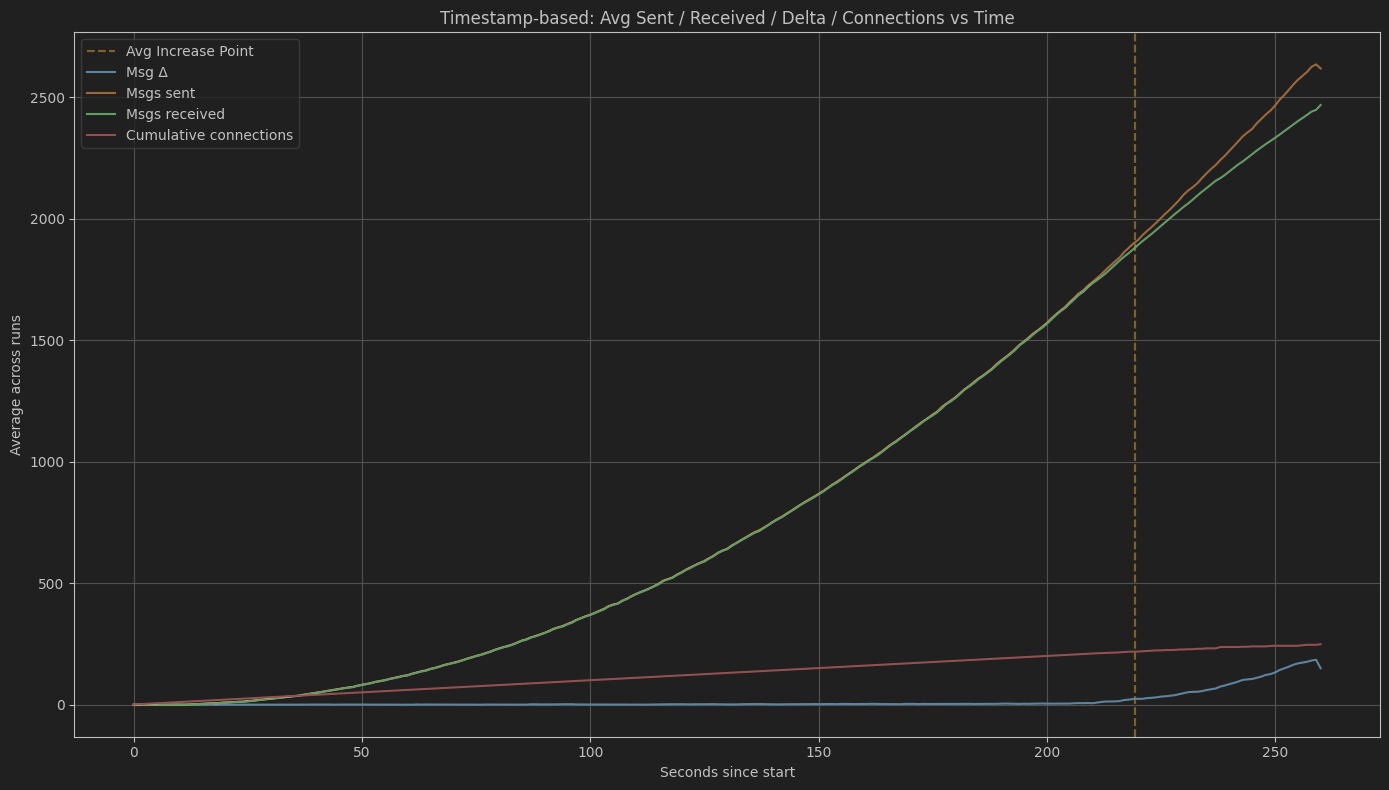 Timestamp-based: Avg Sent / Received / Delta / Connections vs Time
Avg Increase Point
Msg Δ
Msgs sent
Msgs received
Cumulative connections
Average across runs
2500
2000
1500
1000
500
0
0 50 100 150 200 250
Seconds since start